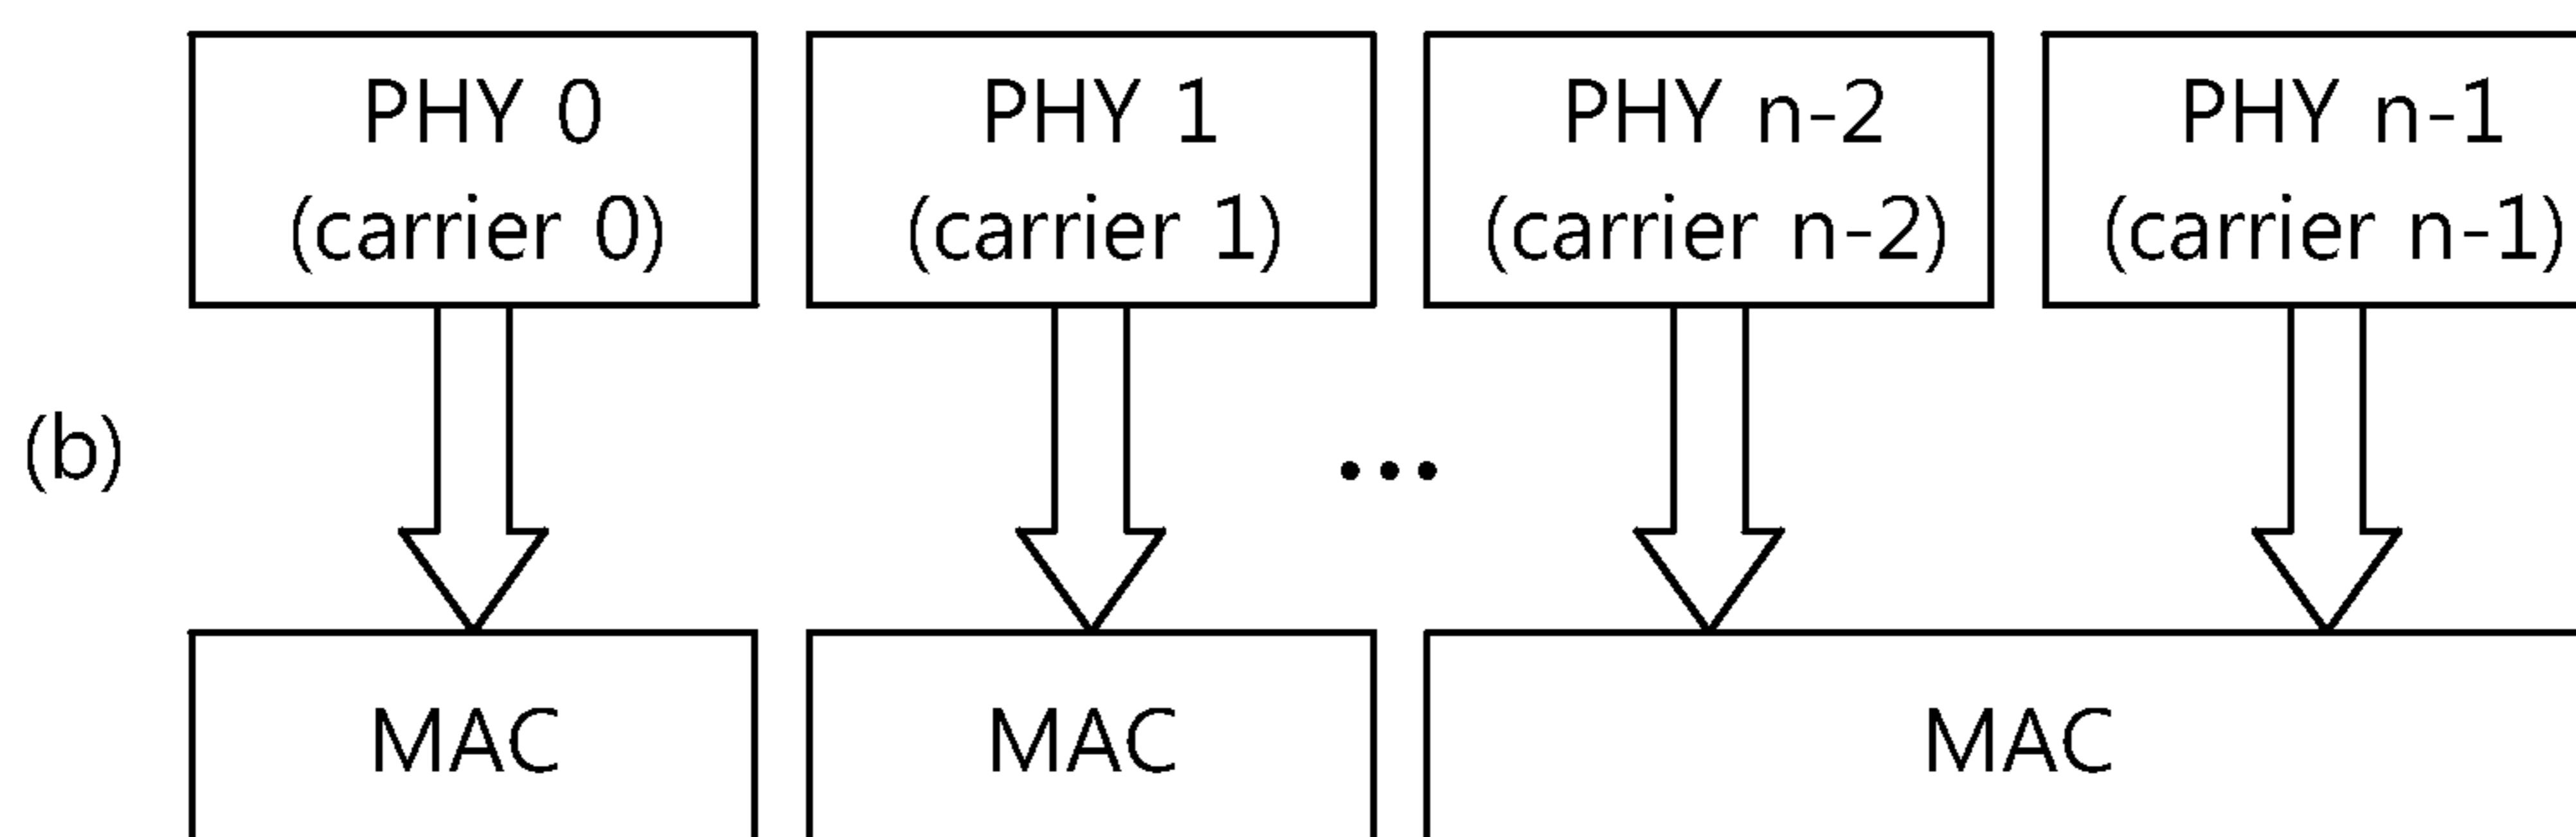 PHY 0
(carrier 0)
PHY 1
(carrier 1)
PHY n-2
(carrier n-2)
PHY n-1
(carrier n-1)
(b)
...
MAC
MAC
MAC